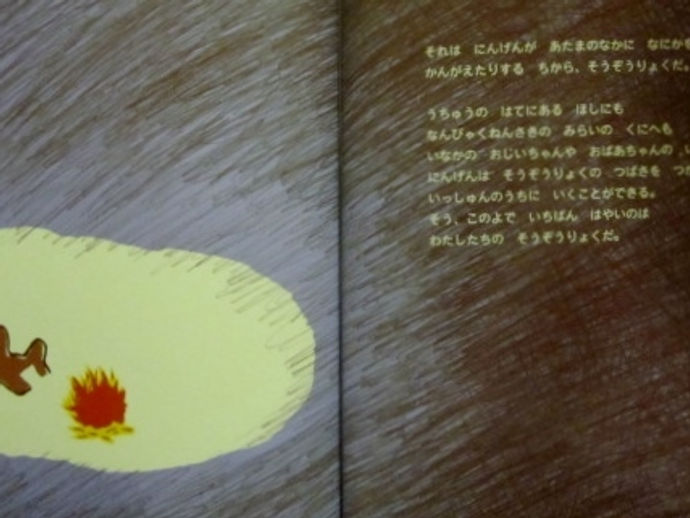 それは にんげんが あたまのなかに なにかを
かんがえたりする ちから、そうぞうりょくだ。
うちゅうの はてにある ほしにも
なんびゃくねんさきの みらいの くにへも
いなかの おじいちゃんや おばあちゃんの
にんげんは そうぞうりょくの つばさを
いっしゅんのうちに いくことができる。
そう、このよで いちばん はやいのは
わたしたちの そうぞうりょくだ。